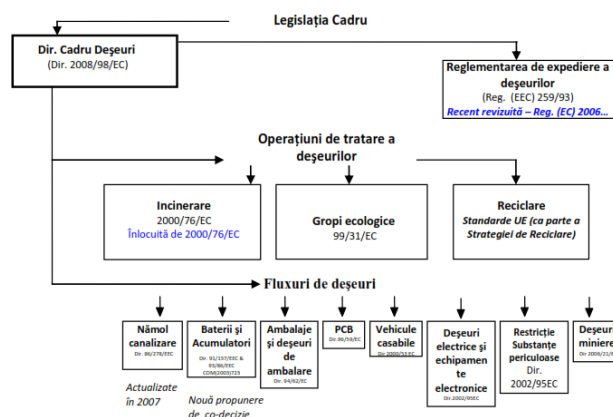 Legislația Cadru
Dir. Cadru Deșeuri
(Dir. 2008/98/EC)
Reglementarea de expediere a
deșeurilor
(Reg. (EEC) 259/93)
Recent revizuită – Reg. (EC) 2006...
Operațiuni de tratare a
deșeurilor
Incinerare
2000/76/EC
Înlocuită de 2000/76/EC
Gropi ecologice
99/31/EC
Reciclare
Standarde UE (ca parte a
Strategiei de Reciclare)
Fluxuri de deșeuri
Nămol
canalizare
Dir. 86/278/EEC
Actualizate
în 2007
Baterii și
Acumulatori
Dir. 91/157/EEC &
93/86/EEC
COM(2003)723
Nouă propunere
de co-decizie
Ambalaje
și deșeuri
de
ambalare
Dir. 94/62/EC
PCB
Dir.96/59/EC
Vehicule
casabile
Dir 2000/53 EC
Deșeuri
electrice și
echipamente
electronice
Dir.2002/95EC
Restricție
Substanțe
periculoase
Dir.
2002/95EC
Deșeuri
miniere
Dir 2006/21/E